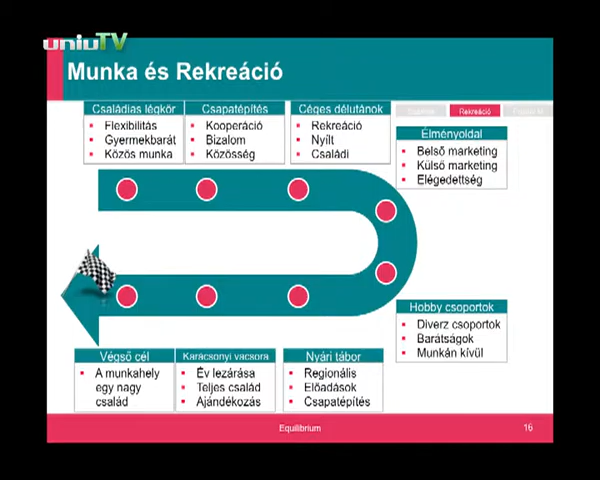 uniuTV
Munka és Rekreáció
Rekreáció
Családias légkör
Flexibilitás
Gyermekbarát
Közös munka
Csapatépítés
Kooperáció
Bizalom
Közösség
Céges délutánok
Rekreáció
Nyílt
Családi
Élményoldal
Belső marketing
Külső marketing
Elégedettség
Hobby csoportok
Diverz csoportok
Barátságok
Munkán kívül
Nyári tábor
Regionális
Előadások
Csapatépítés
Karácsonyi vacsora
Év lezárása
Teljes család
Ajándékozás
Végső cél
A munkahely
egy nagy
család
Equilibrium
16